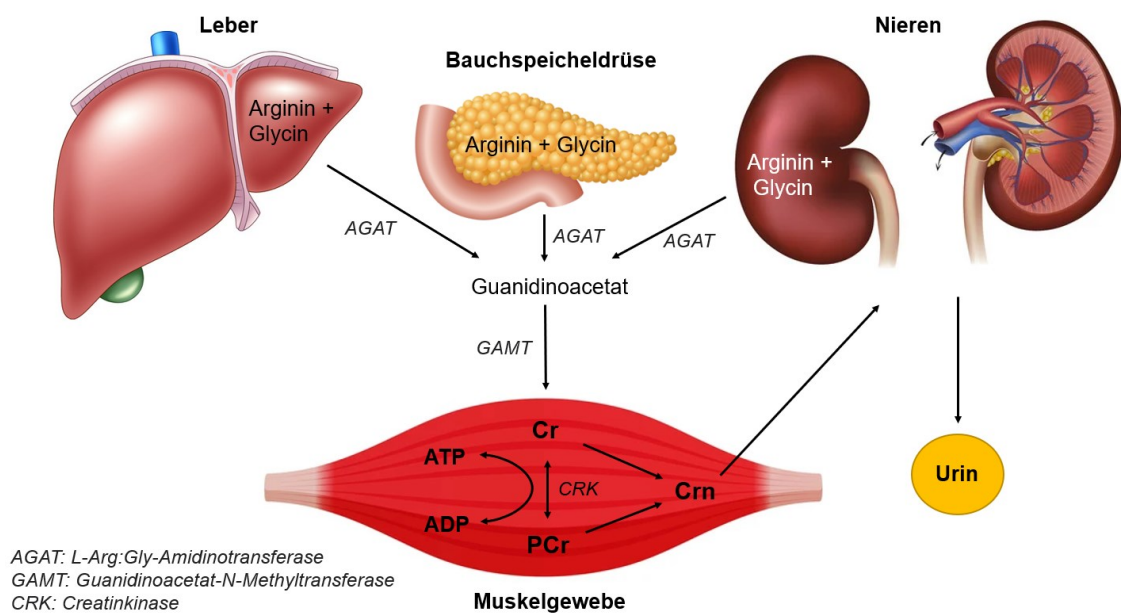 Leber
Nieren
Bauchspeicheldrüse
Arginin +
Glycin
Arginin + Glycin
Arginin +
Glycin
AGAT
AGAT
AGAT
Guanidinoacetat
GAMT
Cr
ATP
CRK
Crn
ADP
PCr
Urin
AGAT: L-Arg:Gly-Amidinotransferase
GAMT: Guanidinoacetat-N-Methyltransferase
CRK: Creatinkinase
Muskelgewebe